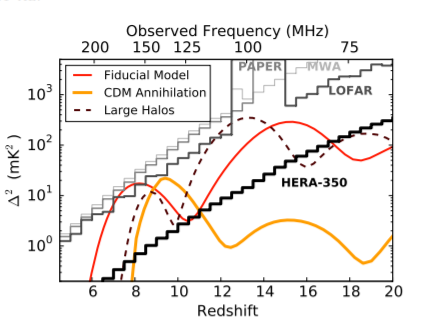 Observed Frequency (MHz)
200 150 125 100 75
PAPER MWA
Fiducial Model
CDM Annihilation
Large Halos
LOFAR
HERA-350
Δ² (mK²)
10³
10²
10¹
10⁰
6 8 10 12 14 16 18 20
Redshift